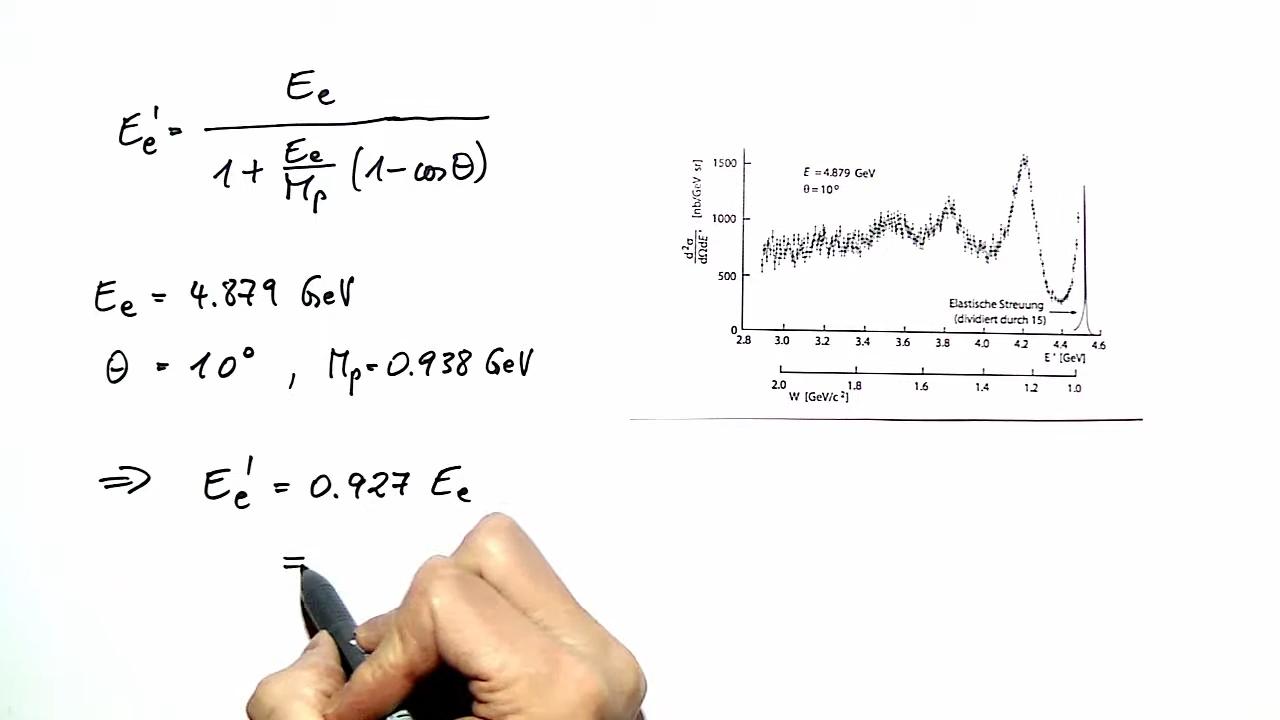 E_e' = E_e / (1 + E_e/M_p (1 - cosθ))
E_e = 4.879 GeV
θ = 10° , M_p = 0.938 GeV
⇒ E_e' = 0.927 E_e
=
d²σ/dΩdE' [nb/GeV sr]
1500
1000
500
0
E = 4.879 GeV
θ = 10°
Elastische Streuung
(dividiert durch 15)
2.8 3.0 3.2 3.4 3.6 3.8 4.0 4.2 4.4 4.6
E' [GeV]
2.0 1.8 1.6 1.4 1.2 1.0
W [GeV/c²]